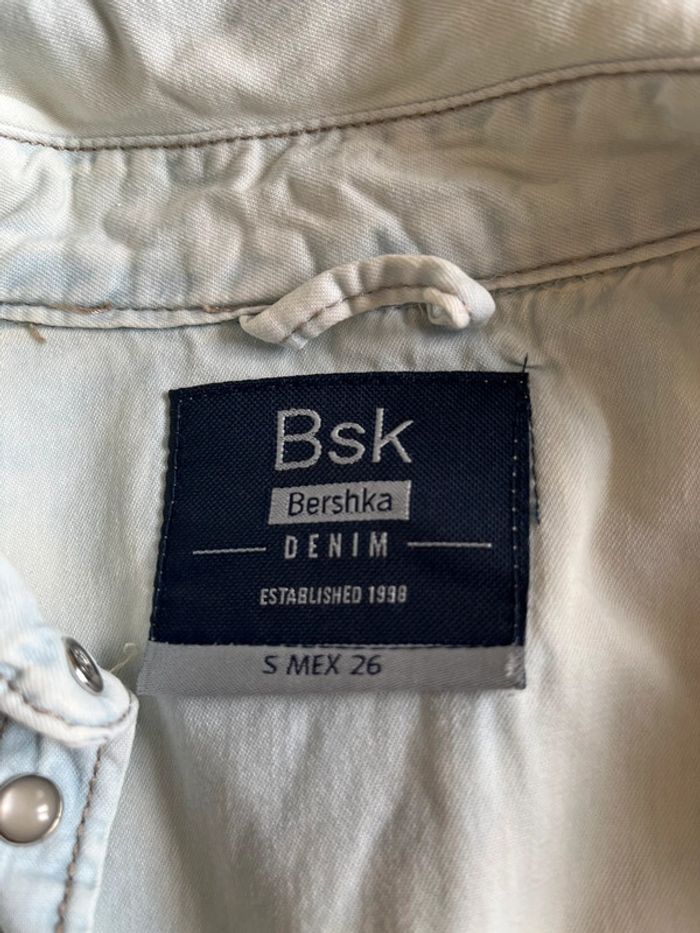 Bsk
Bershka
DENIM
ESTABLISHED 1998
S MEX 26